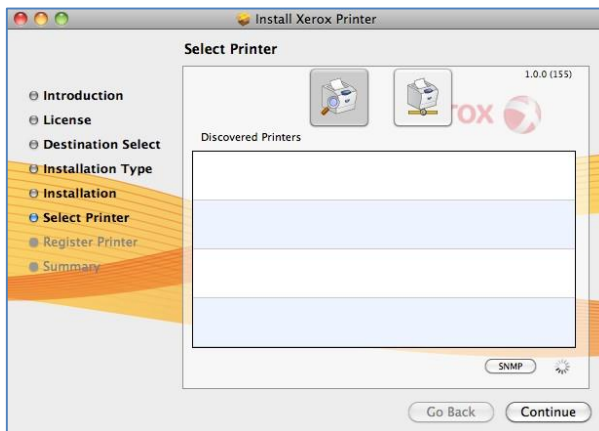 Install Xerox Printer
Select Printer
1.0.0 (155)
Introduction
License
Destination Select
Installation Type
Installation
Select Printer
Register Printer
Summary
OX
Discovered Printers
SNMP
Go Back
Continue